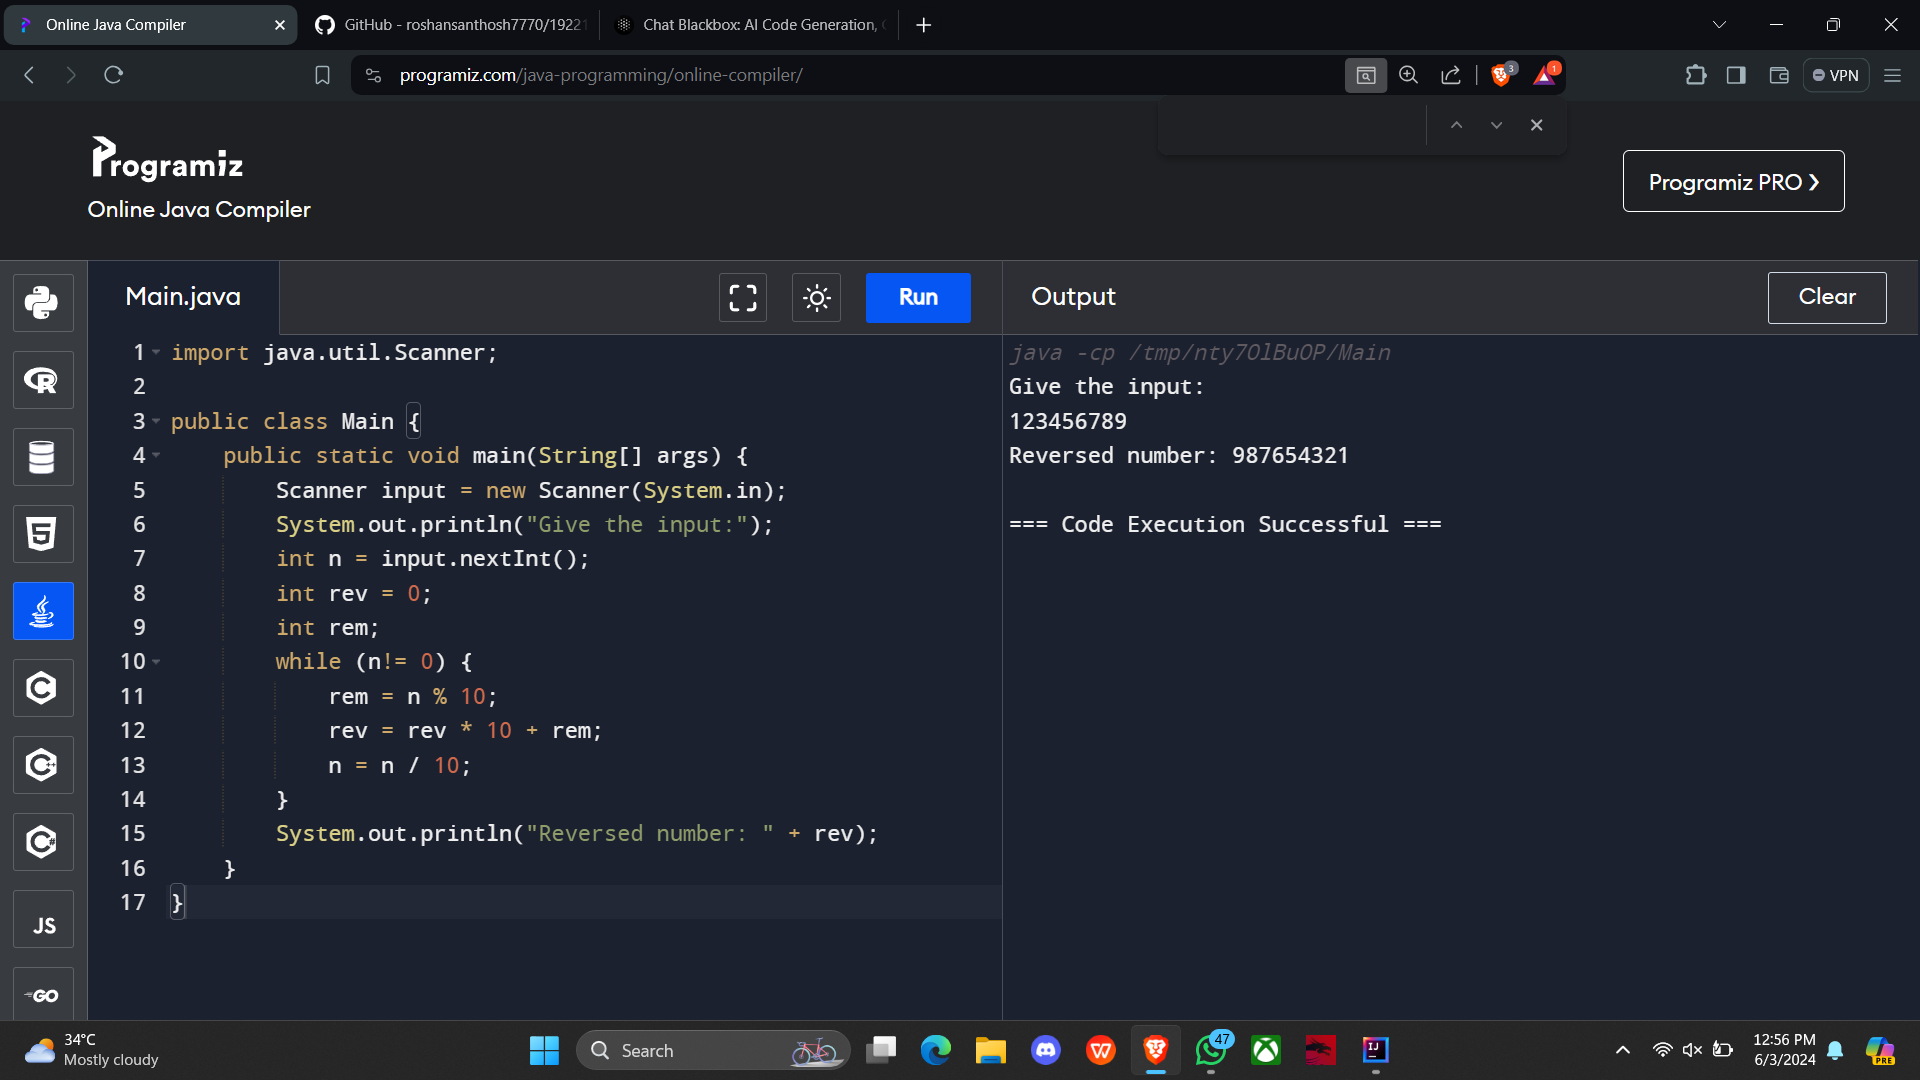 Online Java Compiler
GitHub - roshansanthosh7770/1922
Chat Blackbox: AI Code Generation,
programiz.com/java-programming/online-compiler/
3
1
VPN
Programiz
Online Java Compiler
Programiz PRO ❯
Main.java
Run
Output
Clear
1 import java.util.Scanner;
2
3 public class Main {
4     public static void main(String[] args) {
5         Scanner input = new Scanner(System.in);
6         System.out.println("Give the input:");
7         int n = input.nextInt();
8         int rev = 0;
9         int rem;
10         while (n!= 0) {
11             rem = n % 10;
12             rev = rev * 10 + rem;
13             n = n / 10;
14         }
15         System.out.println("Reversed number: " + rev);
16     }
17 }
java -cp /tmp/nty7OlBuOP/Main
Give the input:
123456789
Reversed number: 987654321
=== Code Execution Successful ===
R
5
C
C++
C#
JS
GO
34°C
Mostly cloudy
Search
W
47
IJ
12:56 PM
6/3/2024
PRE